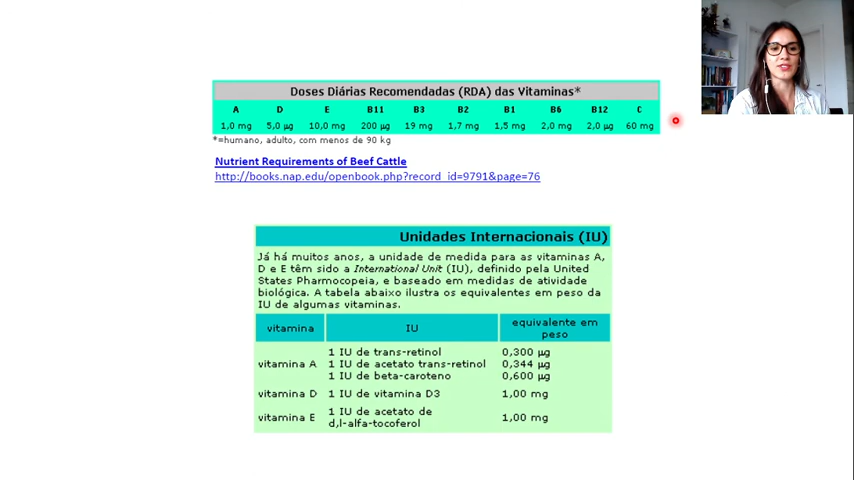 Doses Diárias Recomendadas (RDA) das Vitaminas*
A D E B11 B3 B2 B1 B6 B12 C
1,0 mg 5,0 µg 10,0 mg 200 µg 19 mg 1,7 mg 1,5 mg 2,0 mg 2,0 µg 60 mg
*=humano, adulto, com menos de 90 kg
Nutrient Requirements of Beef Cattle
http://books.nap.edu/openbook.php?record_id=9791&page=76
Unidades Internacionais (IU)
Já há muitos anos, a unidade de medida para as vitaminas A,
D e E têm sido a International Unit (IU), definido pela United
States Pharmocopeia, e baseado em medidas de atividade
biológica. A tabela abaixo ilustra os equivalentes em peso da
IU de algumas vitaminas.
vitamina IU equivalente em peso
vitamina A
1 IU de trans-retinol 0,300 µg
1 IU de acetato trans-retinol 0,344 µg
1 IU de beta-caroteno 0,600 µg
vitamina D 1 IU de vitamina D3 1,00 mg
vitamina E 1 IU de acetato de
d,l-alfa-tocoferol 1,00 mg